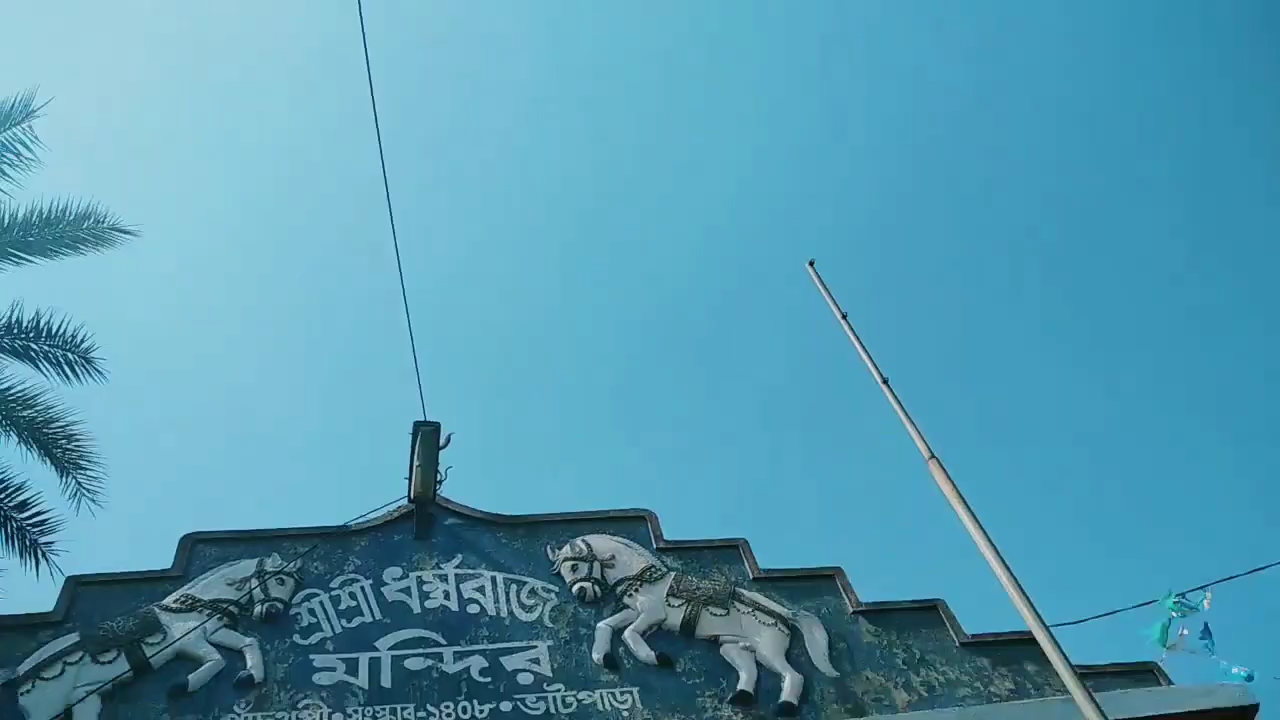 শ্রীশ্রী ধর্ম্মরাজ
মন্দির
সংস্কার-১৪০৮•ভাটপাড়া